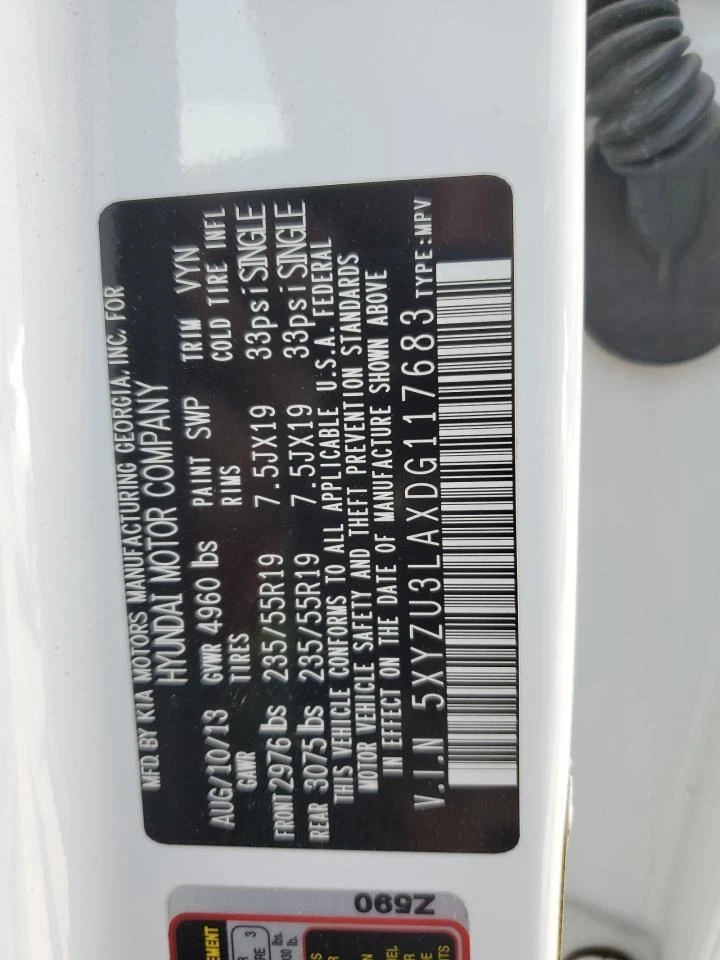 MFD BY KIA MOTORS MANUFACTURING GEORGIA, INC. FOR
HYUNDAI MOTOR COMPANY
AUG/10/13 GVWR 4960 lbs PAINT SWP TRIM VYN
GAWR TIRES RIMS COLD TIRE INFL
FRONT 2976 lbs 235/55R19 7.5JX19 33psi SINGLE
REAR 3075 lbs 235/55R19 7.5JX19 33psi SINGLE
THIS VEHICLE CONFORMS TO ALL APPLICABLE U.S.A. FEDERAL
MOTOR VEHICLE SAFETY AND THEFT PREVENTION STANDARDS
IN EFFECT ON THE DATE OF MANUFACTURE SHOWN ABOVE
V.I.N 5XYZU3LAXDG117683 TYPE:MPV
Z590